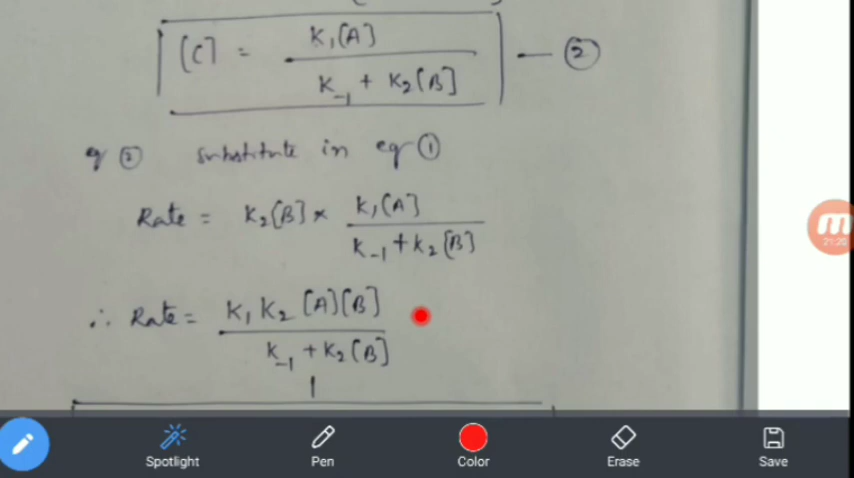 [C] = K₁[A] / K₋₁ + K₂[B] — ②
eq ② substitute in eq ①
Rate = K₂[B] × K₁[A] / K₋₁ + K₂[B]
∴ Rate = K₁ K₂ [A][B] / K₋₁ + K₂[B]
Spotlight Pen Color Erase Save